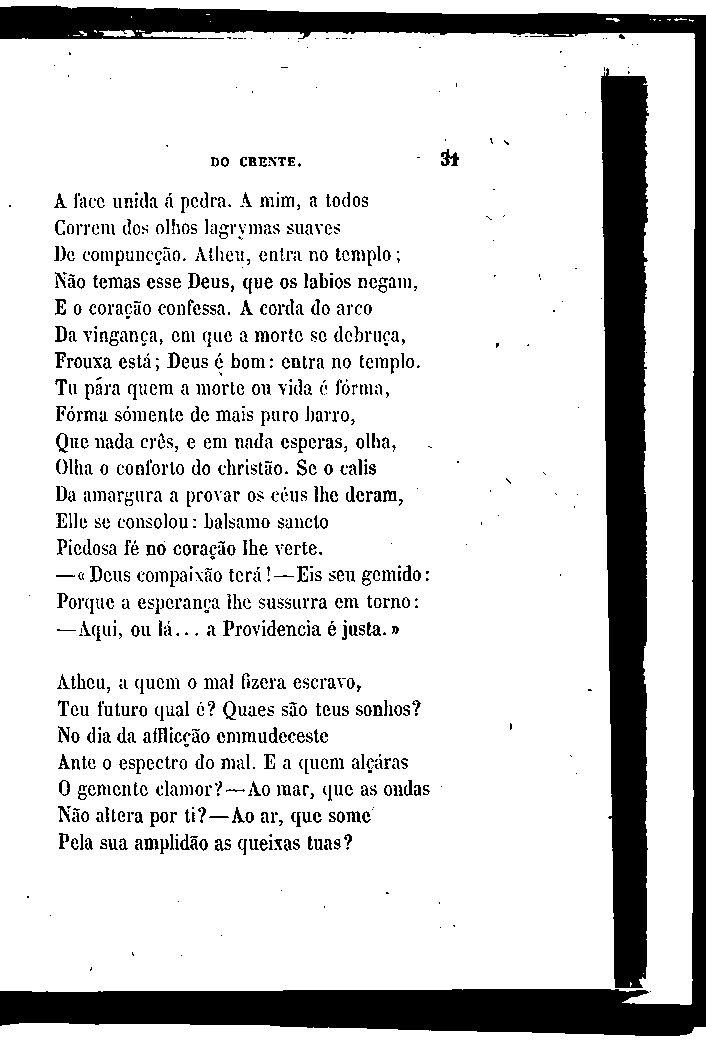 DO CRENTE. 31
A face unida á pedra. A mim, a todos
Correm dos olhos lagrymas suaves
De compuncção. Atheu, entra no templo;
Não temas esse Deus, que os labios negam,
E o coração confessa. A corda do arco
Da vingança, em que a morte se debruça,
Frouxa está; Deus é bom: entra no templo.
Tu pára quem a morte ou vida é fórma,
Fórma sómente de mais puro barro,
Que nada crês, e em nada esperas, olha,
Olha o conforto do christão. Se o calis
Da amargura a provar os céus lhe deram,
Elle se consolou: balsamo sancto
Piedosa fé no coração lhe verte.
—«Deus compaixão terá!—Eis seu gemido:
Porque a esperança lhe sussurra em torno:
—Aqui, ou lá... a Providencia é justa.»
Atheu, a quem o mal fizera escravo,
Teu futuro qual é? Quaes são teus sonhos?
No dia da afflicção emmudeceste
Ante o espectro do mal. E a quem alçáras
O gemente clamor?—Ao mar, que as ondas
Não altera por ti?—Ao ar, que some
Pela sua amplidão as queixas tuas?